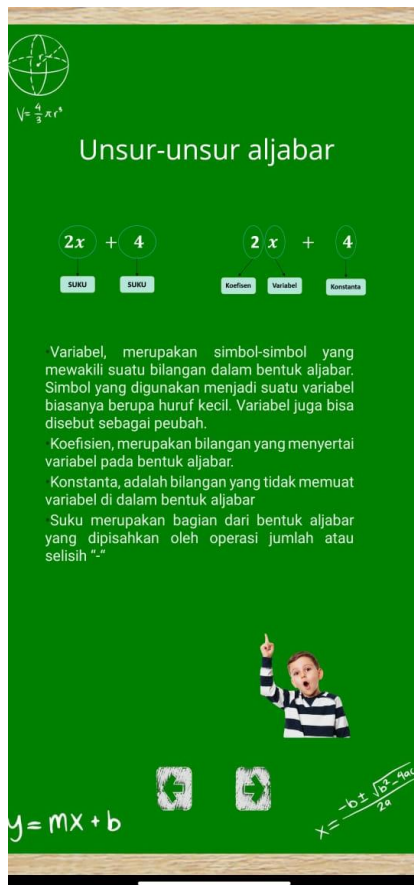 r
V= 4/3 πr³
Unsur-unsur aljabar
2x + 4
SUKU SUKU
2 x + 4
Koefisen Variabel Konstanta
Variabel, merupakan simbol-simbol yang
mewakili suatu bilangan dalam bentuk aljabar.
Simbol yang digunakan menjadi suatu variabel
biasanya berupa huruf kecil. Variabel juga bisa
disebut sebagai peubah.
Koefisien, merupakan bilangan yang menyertai
variabel pada bentuk aljabar.
Konstanta, adalah bilangan yang tidak memuat
variabel di dalam bentuk aljabar
Suku merupakan bagian dari bentuk aljabar
yang dipisahkan oleh operasi jumlah atau
selisih “-“
y = mx + b
x = -b ± √b² - 4ac / 2a